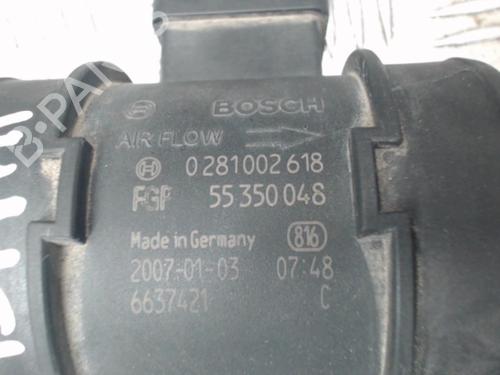 BOSCH
AIR FLOW
0 281 002 618
FGP 55 350 048
Made in Germany 816
2007-01-03 07:48
6637421 C
B-PARTS